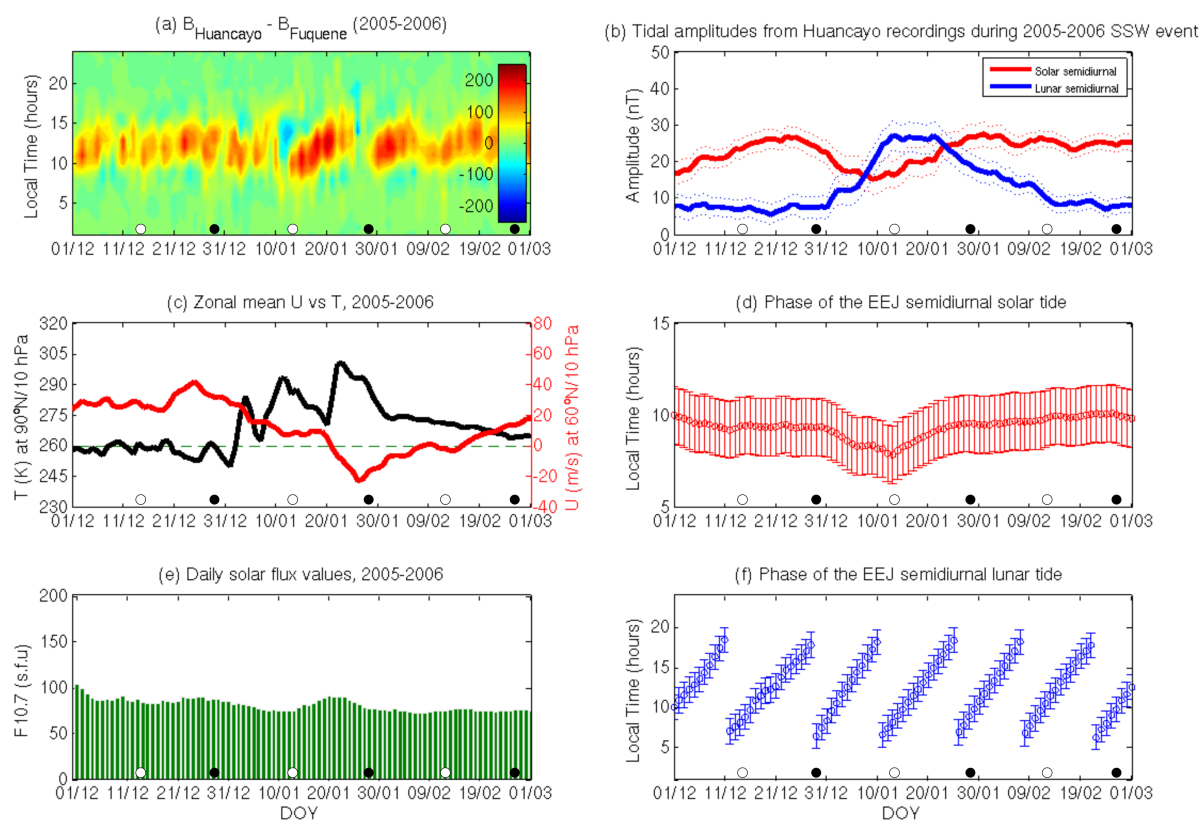 (a) B_Huancayo - B_Fuquene (2005-2006)
Local Time (hours)
20
15
10
5
200
100
0
-100
-200
01/12 11/12 21/12 31/12 10/01 20/01 30/01 09/02 19/02 01/03
(b) Tidal amplitudes from Huancayo recordings during 2005-2006 SSW event
Amplitude (nT)
50
40
30
20
10
0
Solar semidiurnal
Lunar semidiurnal
01/12 11/12 21/12 31/12 10/01 20/01 30/01 09/02 19/02 01/03
(c) Zonal mean U vs T, 2005-2006
T (K) at 90°N/10 hPa
320
305
290
275
260
245
230
80
60
40
20
0
-20
-40
U (m/s) at 60°N/10 hPa
01/12 11/12 21/12 31/12 10/01 20/01 30/01 09/02 19/02 01/03
(d) Phase of the EEJ semidiurnal solar tide
Local Time (hours)
15
10
5
01/12 11/12 21/12 31/12 10/01 20/01 30/01 09/02 19/02 01/03
(e) Daily solar flux values, 2005-2006
F 10.7 (s.f.u)
200
150
100
50
0
01/12 11/12 21/12 31/12 10/01 20/01 30/01 09/02 19/02 01/03
DOY
(f) Phase of the EEJ semidiurnal lunar tide
Local Time (hours)
20
15
10
5
01/12 11/12 21/12 31/12 10/01 20/01 30/01 09/02 19/02 01/03
DOY